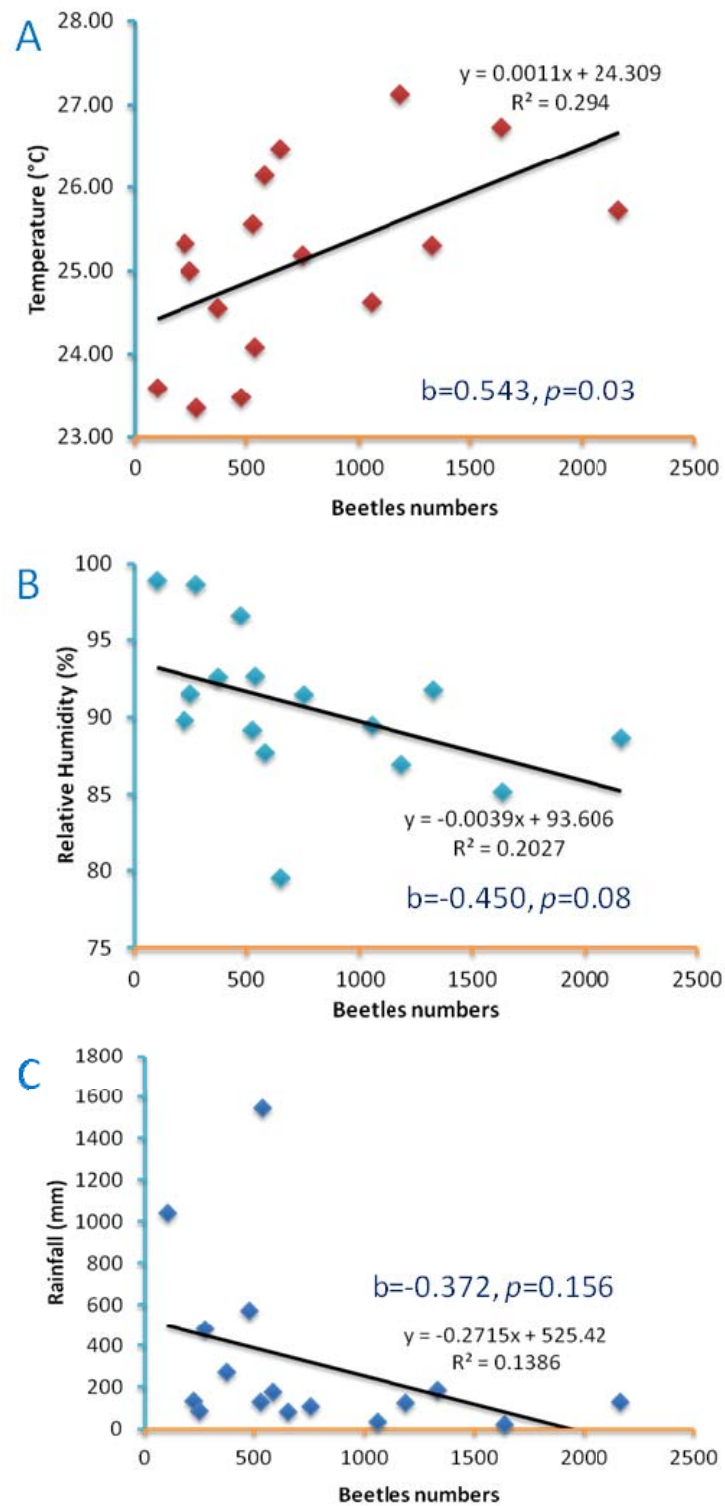 A
28.00
27.00
26.00
25.00
24.00
23.00
Temperature (°C)
y = 0.0011x + 24.309
R² = 0.294
b=0.543, p=0.03
0 500 1000 1500 2000 2500
Beetles numbers
B
100
95
90
85
80
75
Relative Humidity (%)
y = -0.0039x + 93.606
R² = 0.2027
b=-0.450, p=0.08
0 500 1000 1500 2000 2500
Beetles numbers
C
1800
1600
1400
1200
1000
800
600
400
200
0
Rainfall (mm)
b=-0.372, p=0.156
y = -0.2715x + 525.42
R² = 0.1386
0 500 1000 1500 2000 2500
Beetles numbers